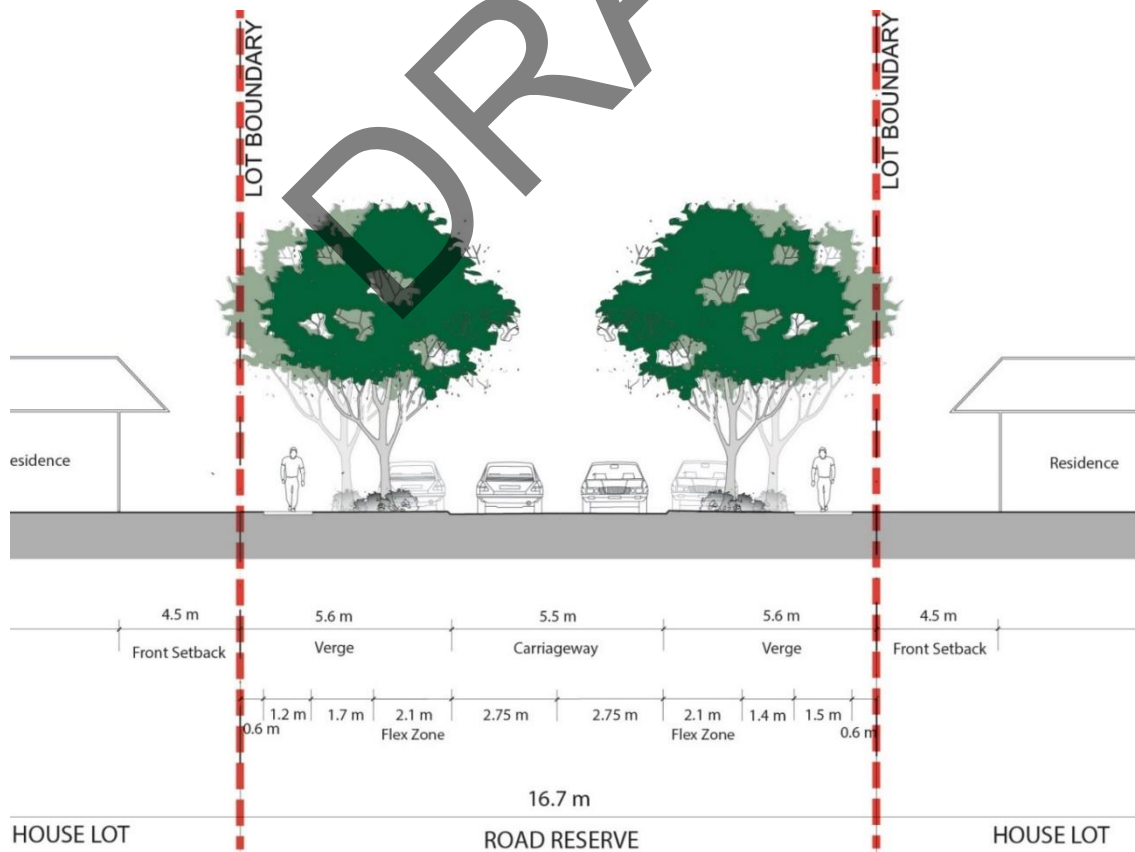 DRA
LOT BOUNDARY
LOT BOUNDARY
esidence
Residence
4.5 m
5.6 m
5.5 m
5.6 m
4.5 m
Front Setback
Verge
Carriageway
Verge
Front Setback
0.6 m
1.2 m
1.7 m
2.1 m
2.75 m
2.75 m
2.1 m
1.4 m
1.5 m
0.6 m
Flex Zone
Flex Zone
16.7 m
HOUSE LOT
ROAD RESERVE
HOUSE LOT